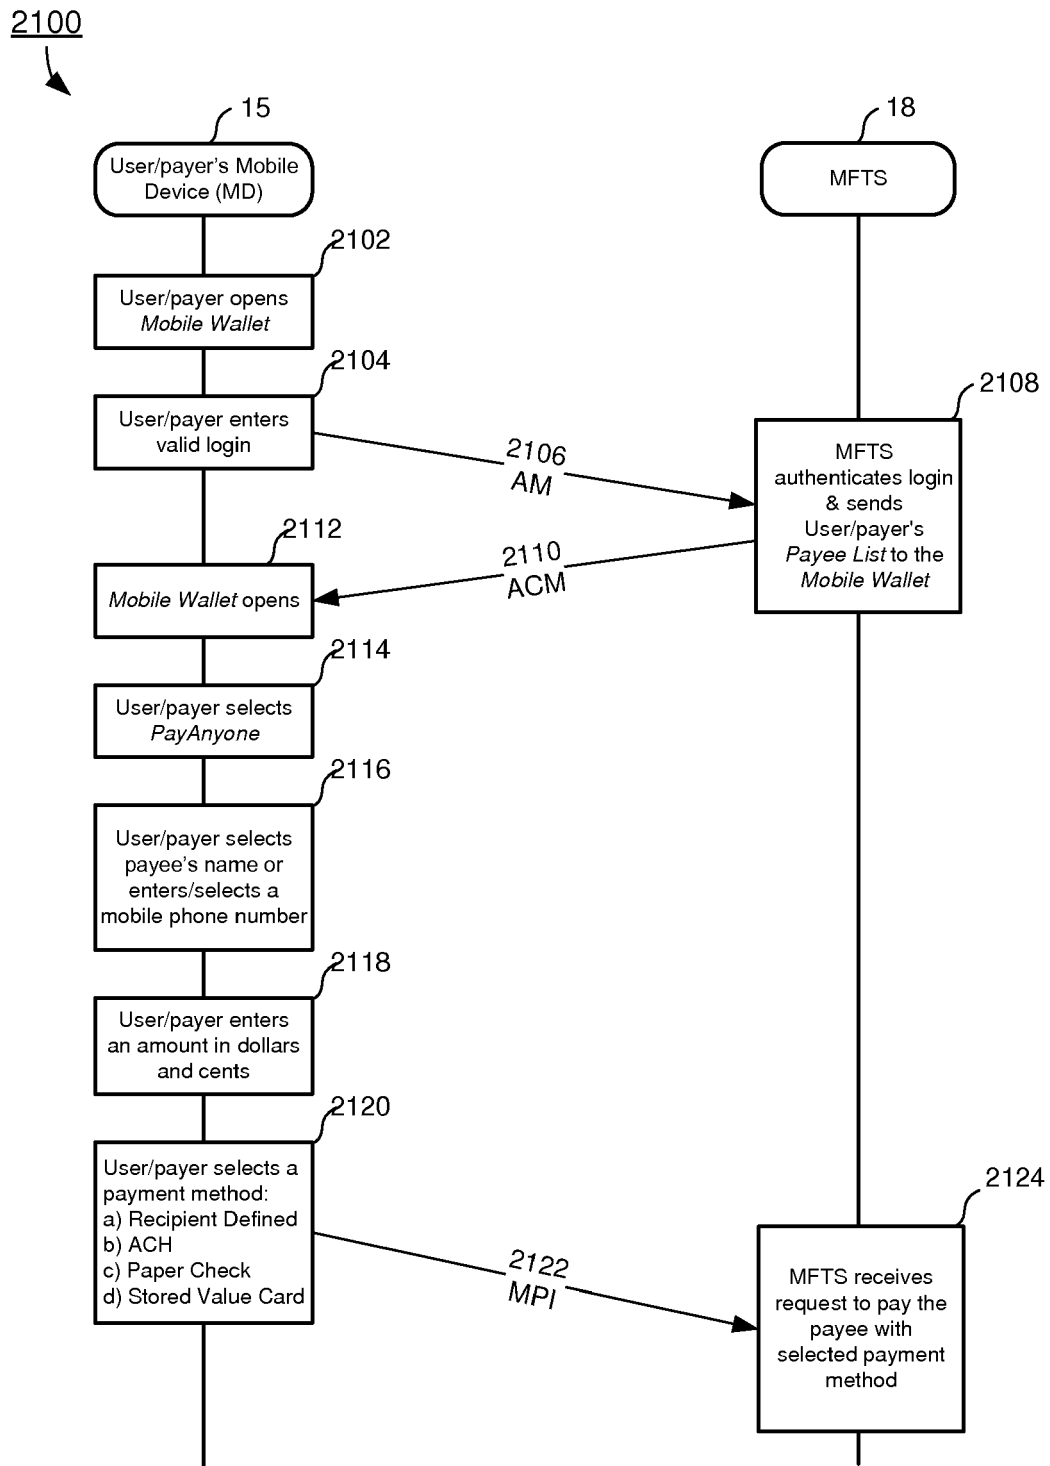 2100
15
18
User/payer's Mobile
Device (MD)
MFTS
2102
User/payer opens
Mobile Wallet
2104
User/payer enters
valid login
2106
AM
2108
MFTS
authenticates login
& sends
User/payer's
Payee List to the
Mobile Wallet
2110
ACM
2112
Mobile Wallet opens
2114
User/payer selects
PayAnyone
2116
User/payer selects
payee's name or
enters/selects a
mobile phone number
2118
User/payer enters
an amount in dollars
and cents
2120
User/payer selects a
payment method:
a) Recipient Defined
b) ACH
c) Paper Check
d) Stored Value Card
2122
MPI
2124
MFTS receives
request to pay the
payee with
selected payment
method